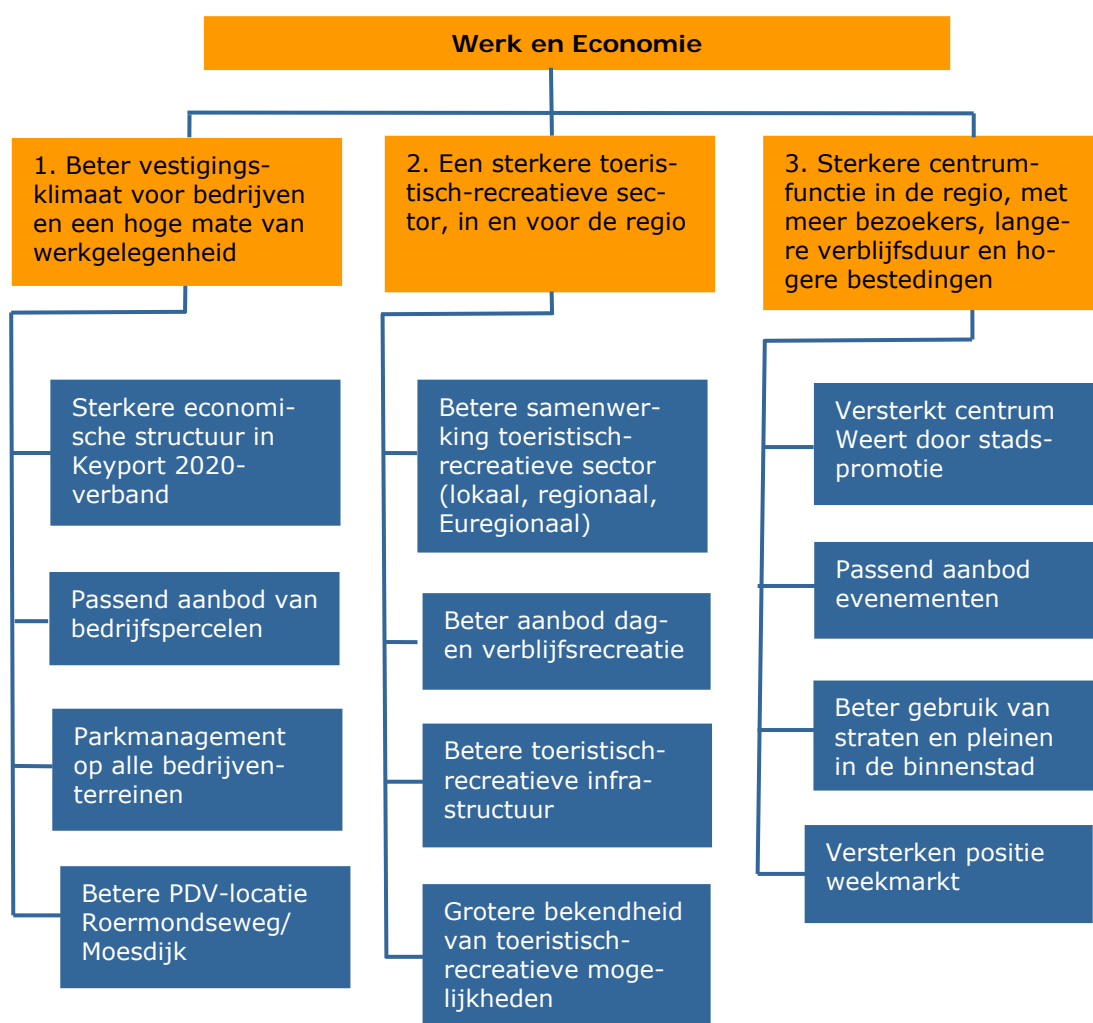 Werk en Economie
1. Beter vestigings-
klimaat voor bedrijven
en een hoge mate van
werkgelegenheid
Sterkere economi-
sche structuur in
Keyport 2020-
verband
Passend aanbod van
bedrijfspercelen
Parkmanagement
op alle bedrijven-
terreinen
Betere PDV-locatie
Roermondseweg/
Moesdijk
2. Een sterkere toeris-
tisch-recreatieve sec-
tor, in en voor de regio
Betere samenwer-
king toeristisch-
recreatieve sector
(lokaal, regionaal,
Euregionaal)
Beter aanbod dag-
en verblijfsrecreatie
Betere toeristisch-
recreatieve infra-
structuur
Grotere bekendheid
van toeristisch-
recreatieve moge-
lijkheden
3. Sterkere centrum-
functie in de regio, met
meer bezoekers, lange-
re verblijfsduur en ho-
gere bestedingen
Versterkt centrum
Weert door stads-
promotie
Passend aanbod
evenementen
Beter gebruik van
straten en pleinen
in de binnenstad
Versterken positie
weekmarkt